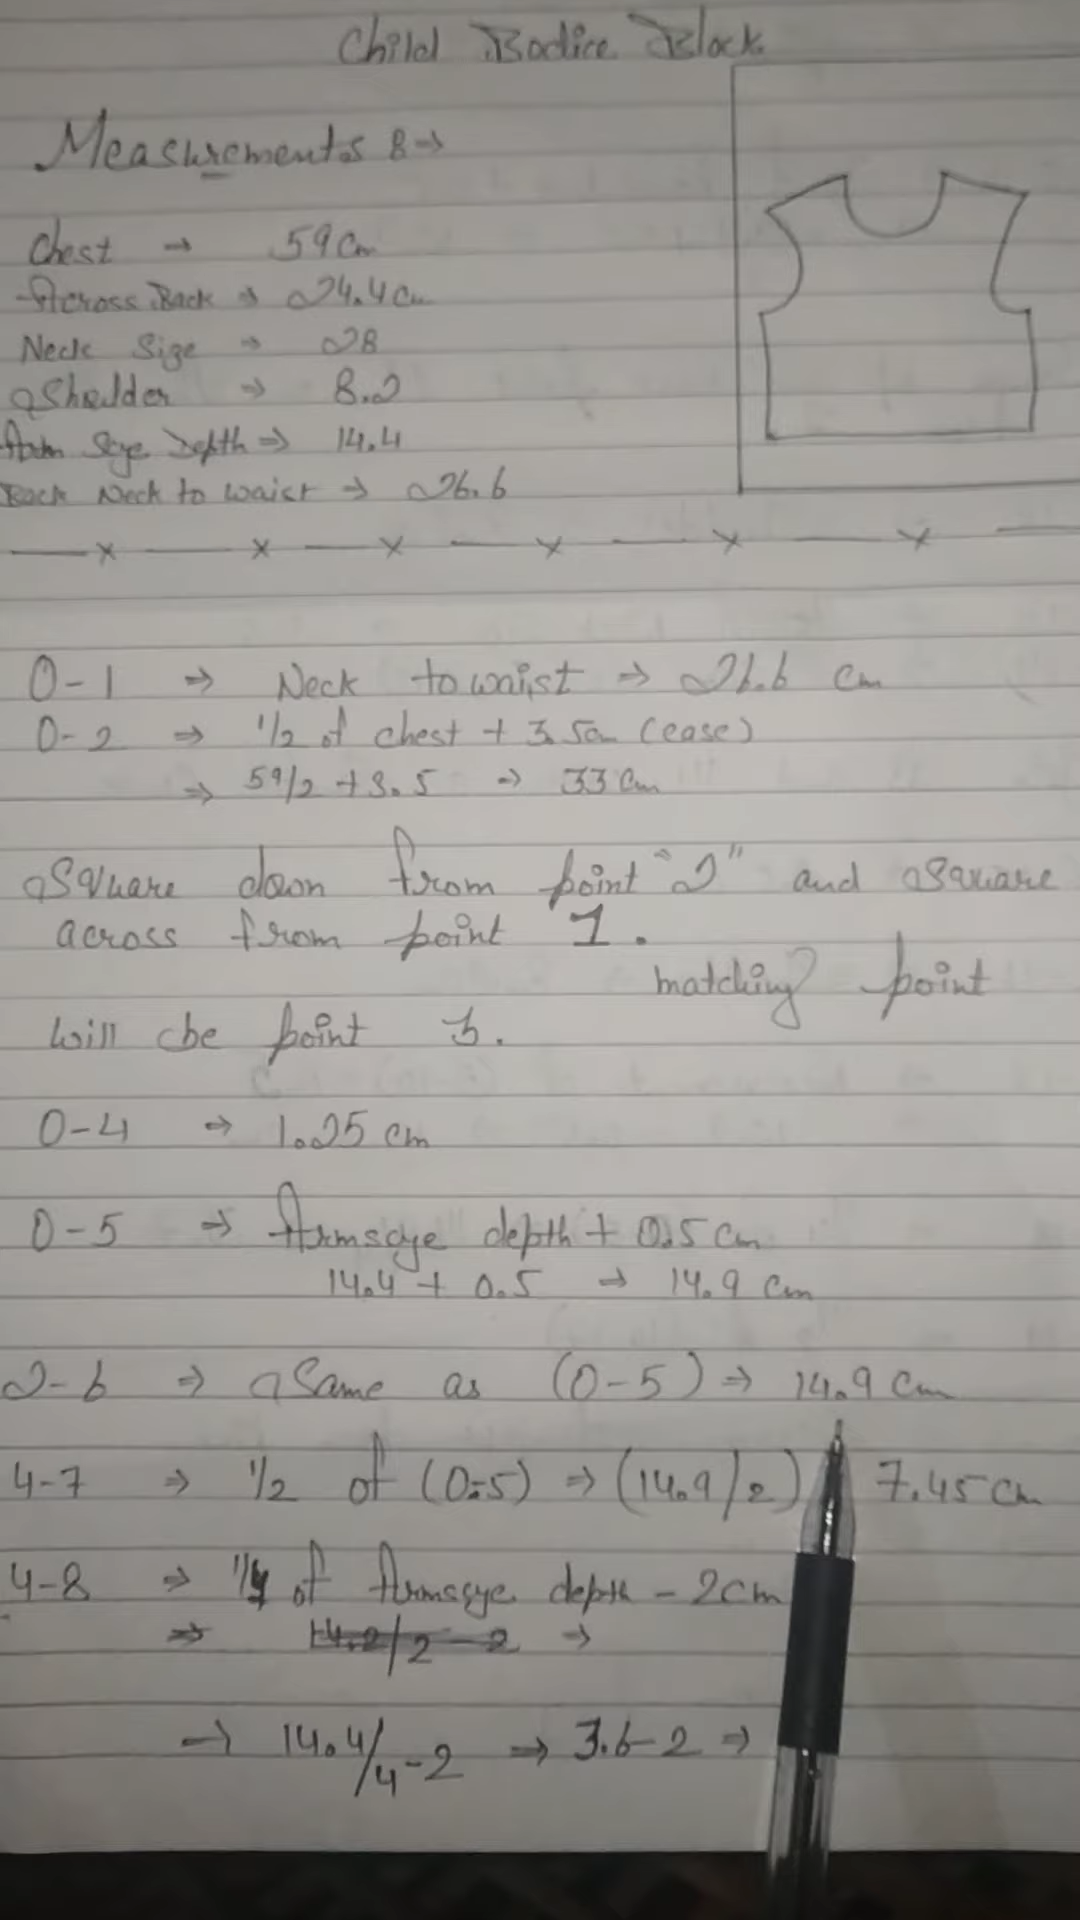 Child Bodice Block
Measurements :→
Chest → 59 Cm
Across Back → 24.4 Cm
Neck Size → 28
Shoulder → 8.2
Arm Scye Depth ⇒ 14.4
Back Neck to waist → 26.6
—x —x —x —x —x —x —
0-1 ⇒ Neck to waist → 26.6 cm
0-2 ⇒ 1/2 of chest + 3.5cm (ease)
⇒ 59/2 + 3.5 → 33 Cm
Square down from point "2" and Square
across from point 1.
matching point
will be point 3.
0-4 ⇒ 1.25 cm
0-5 ⇒ Armscye depth + 0.5 Cm
14.4 + 0.5 → 14.9 Cm
2-6 ⇒ Same as (0-5) ⇒ 14.9 Cm
4-7 ⇒ 1/2 of (0-5) ⇒ (14.9/2) 7.45 cm
4-8 ⇒ 1/4 of Armscye depth - 2cm
⇒ 14.2/2 - 2 →
→ 14.4/4 - 2 ⇒ 3.6-2 ⇒